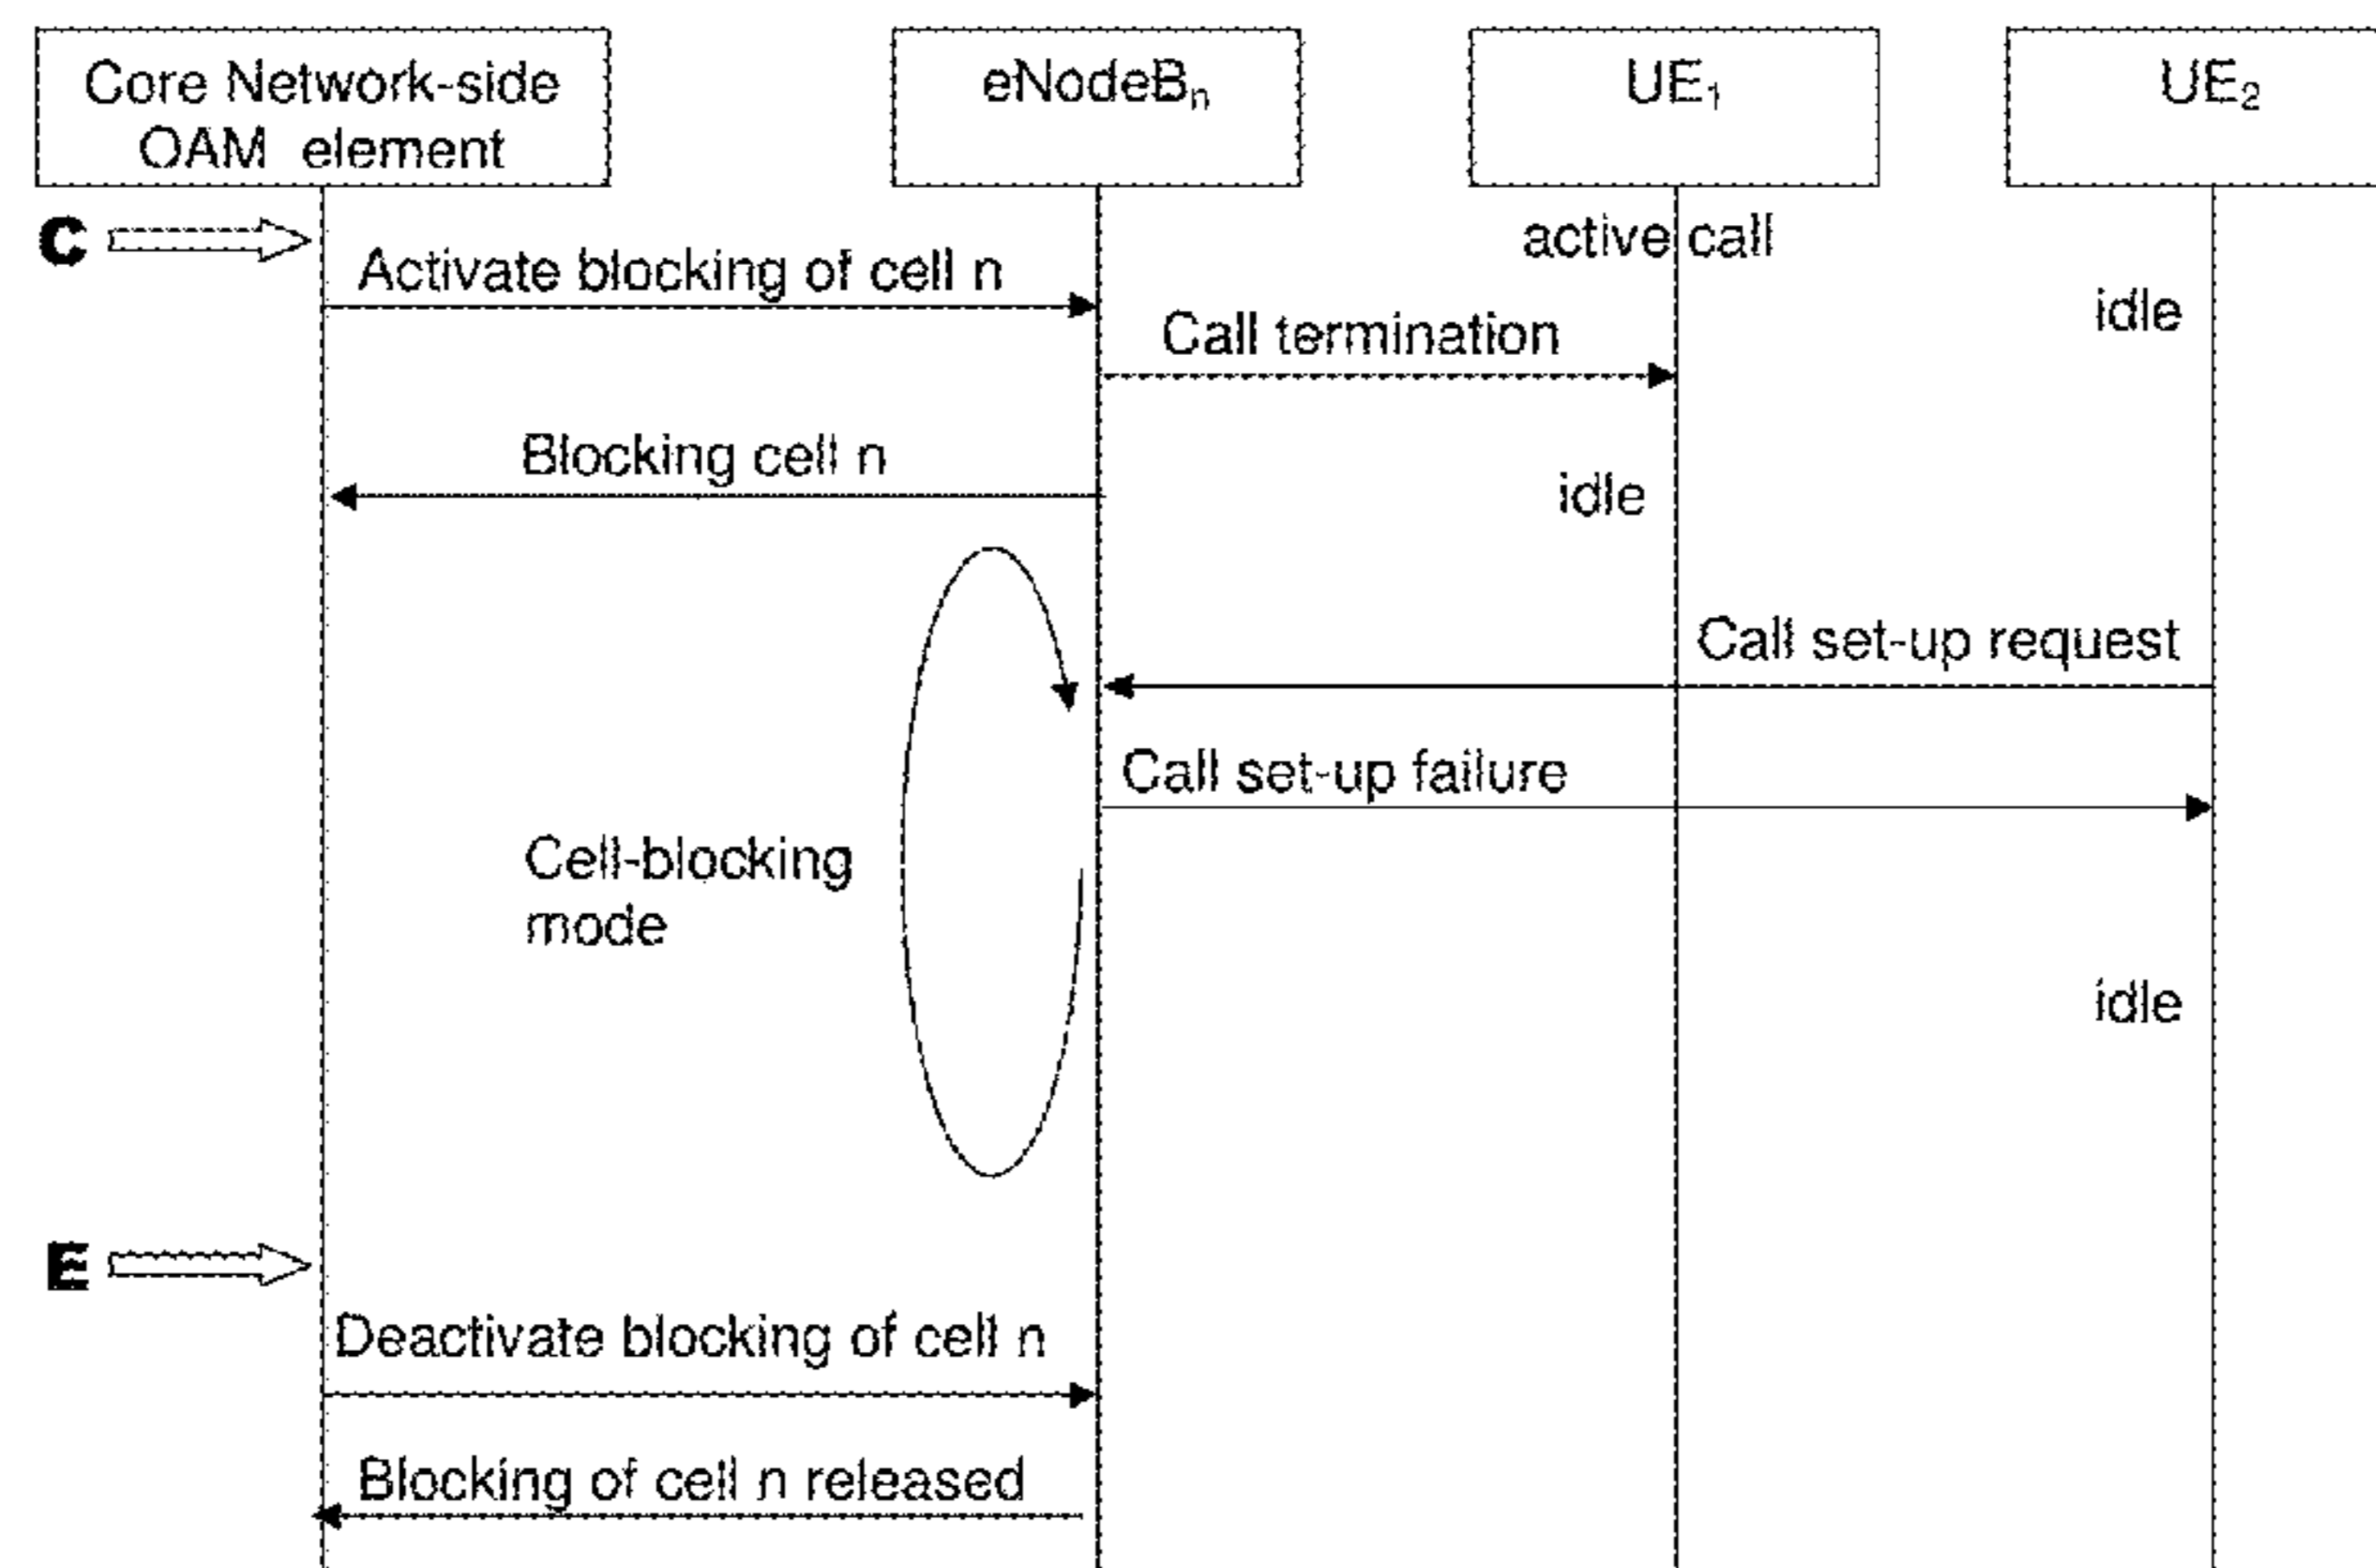 Core Network-side
OAM element
eNodeBₙ
UE₁
UE₂
C
active call
Activate blocking of cell n
idle
Call termination
Blocking cell n
idle
Call set-up request
Call set-up failure
Cell-blocking
mode
idle
E
Deactivate blocking of cell n
Blocking of cell n released